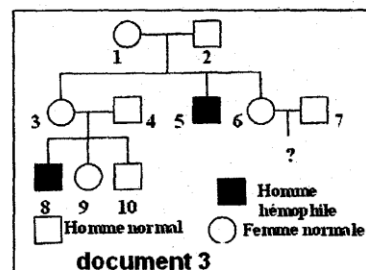 1 2
3 4 5 6 7
?
8 9 10
Homme hémophile
Homme normal Femme normale
document 3